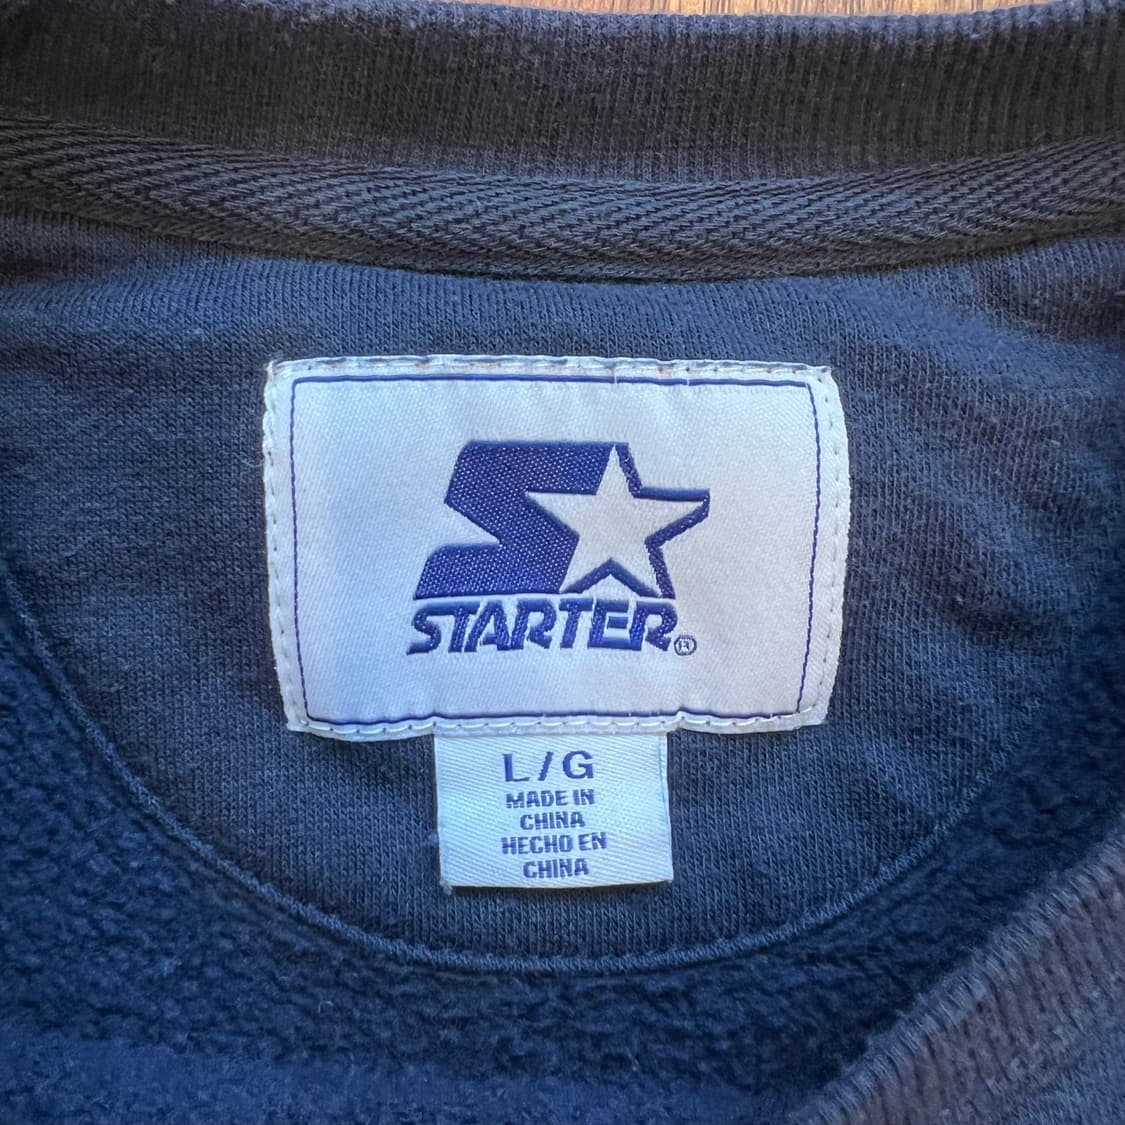 STARTER®
L/G
MADE IN
CHINA
HECHO EN
CHINA